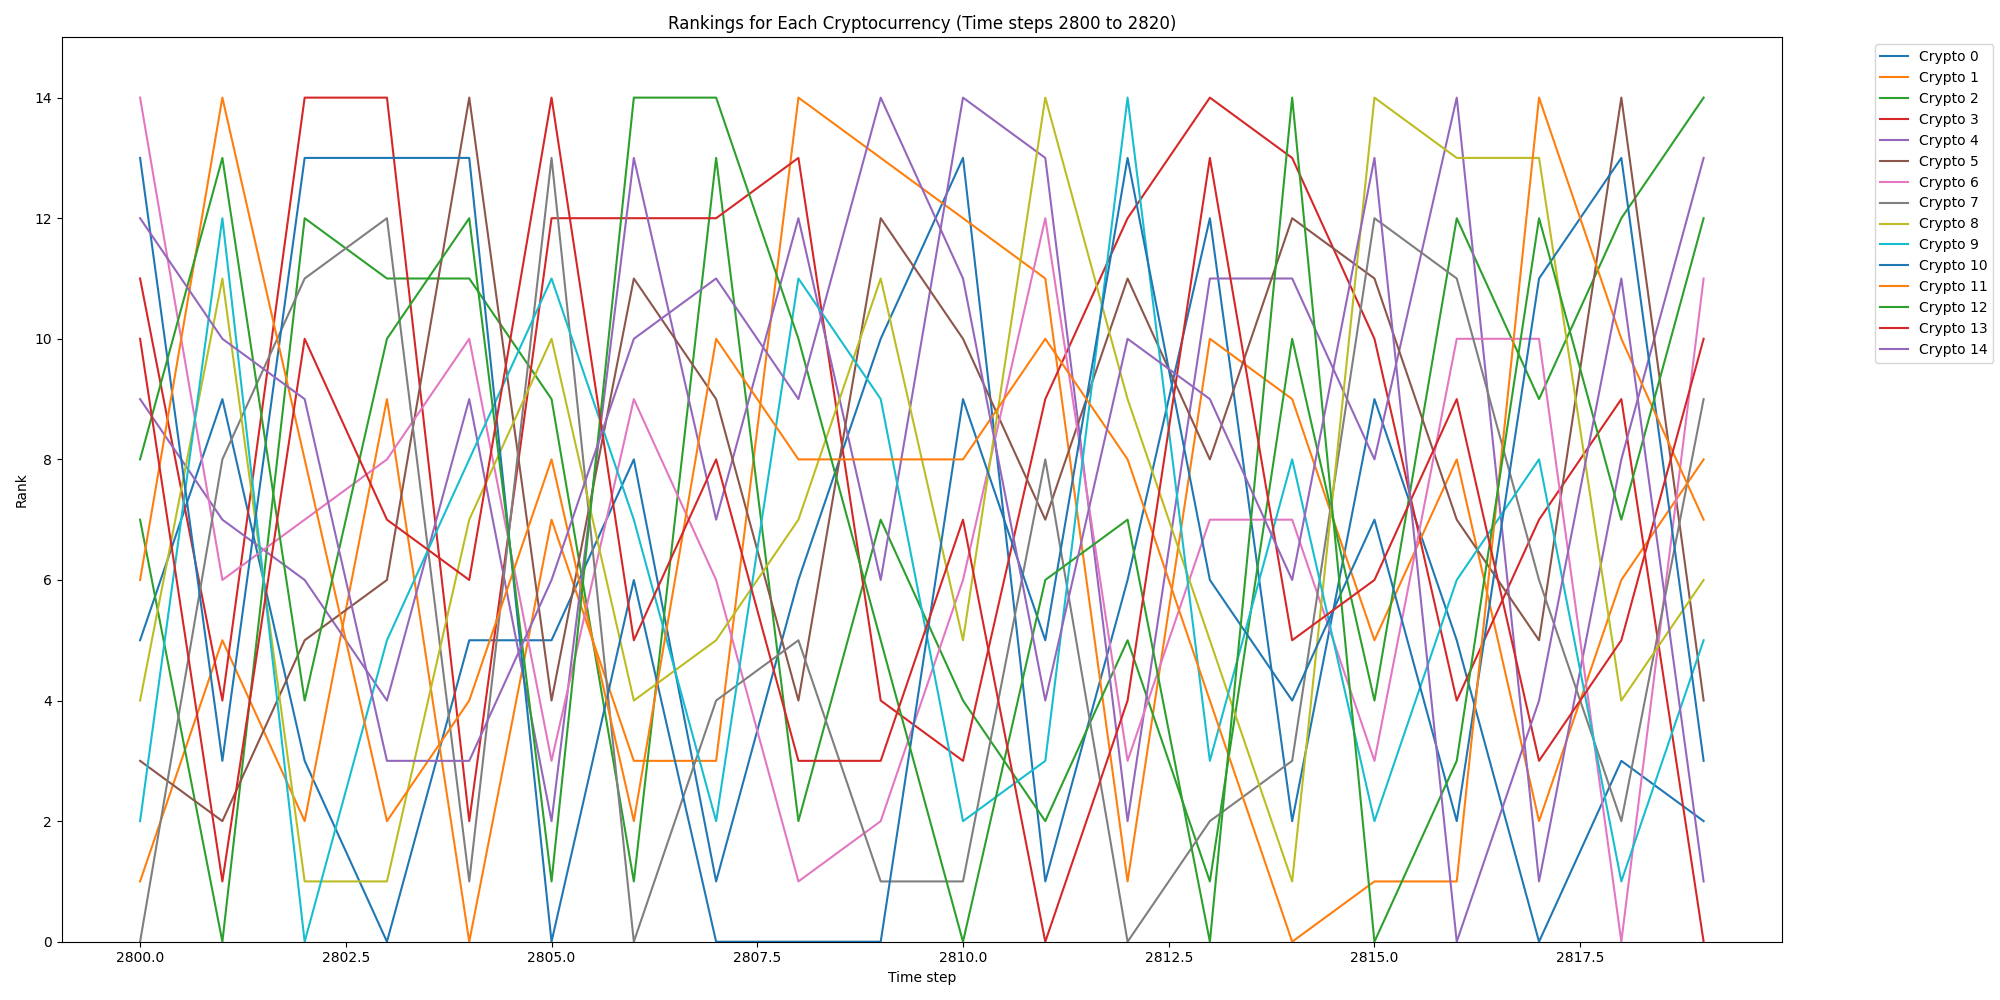 Rankings for Each Cryptocurrency (Time steps 2800 to 2820)
Rank
14
12
10
8
6
4
2
0
2800.0
2802.5
2805.0
2807.5
2810.0
2812.5
2815.0
2817.5
Time step
Crypto 0
Crypto 1
Crypto 2
Crypto 3
Crypto 4
Crypto 5
Crypto 6
Crypto 7
Crypto 8
Crypto 9
Crypto 10
Crypto 11
Crypto 12
Crypto 13
Crypto 14